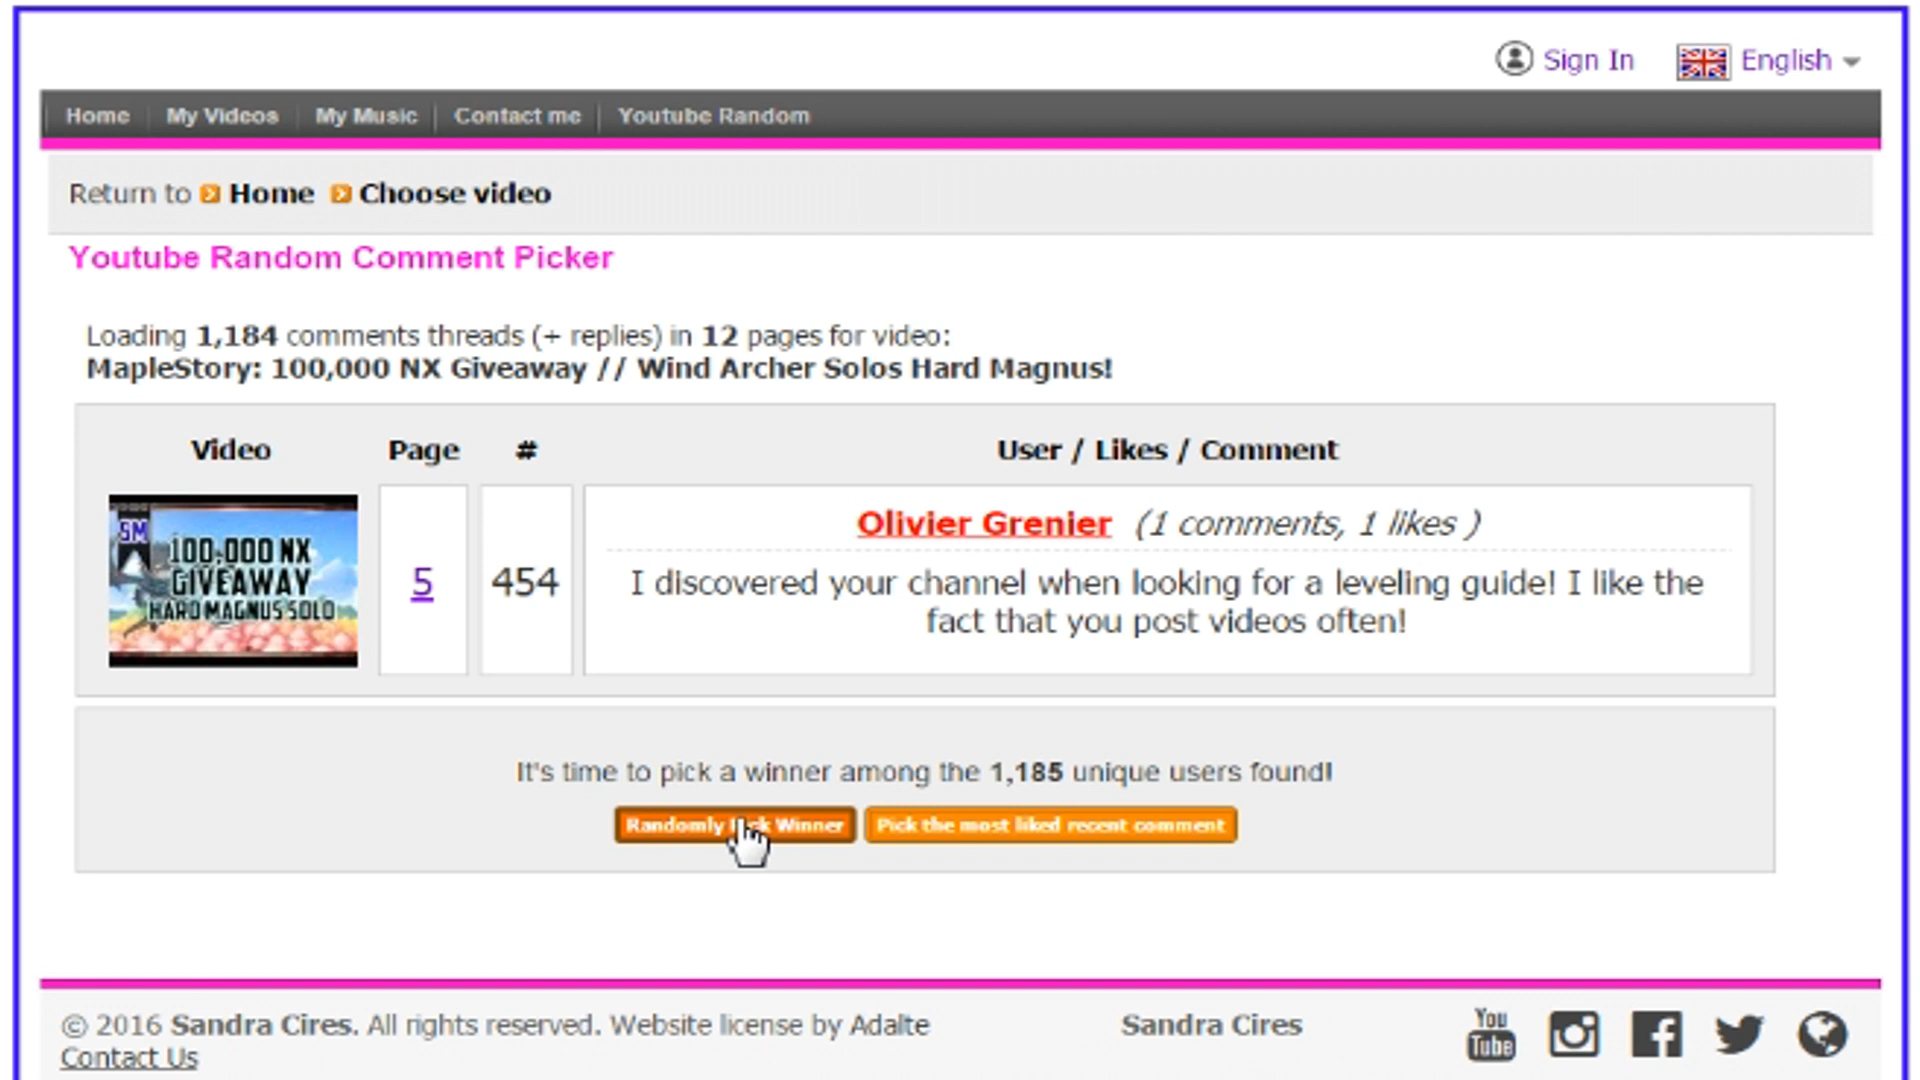 Sign In English
Home My Videos My Music Contact me Youtube Random
Return to Home Choose video
Youtube Random Comment Picker
Loading 1,184 comments threads (+ replies) in 12 pages for video:
MapleStory: 100,000 NX Giveaway // Wind Archer Solos Hard Magnus!
Video Page # User / Likes / Comment
SM
100,000 NX
GIVEAWAY
HARD MAGNUS SOLO
5
454
Olivier Grenier (1 comments, 1 likes )
I discovered your channel when looking for a leveling guide! I like the
fact that you post videos often!
It's time to pick a winner among the 1,185 unique users found!
Randomly Winner Pick the most liked recent comment
© 2016 Sandra Cires. All rights reserved. Website license by Adalte
Contact Us
Sandra Cires
You
Tube